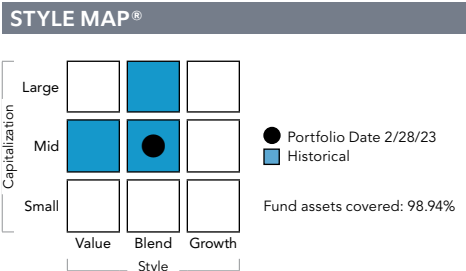 STYLE MAP®
Capitalization
Large
Mid
Small
Value Blend Growth
Style
Portfolio Date 2/28/23
Historical
Fund assets covered: 98.94%